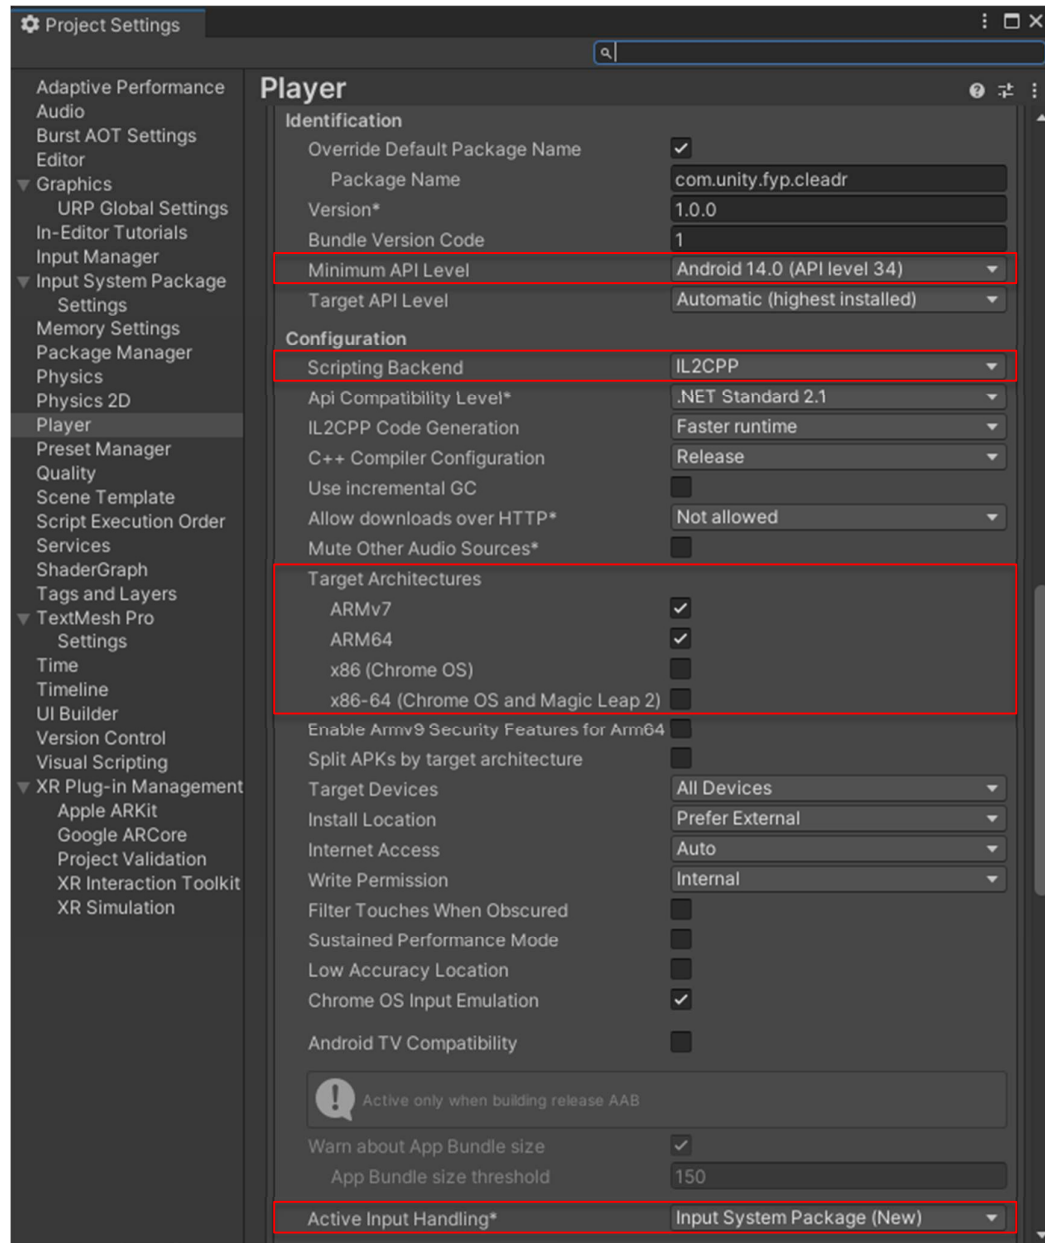 Project Settings
Adaptive Performance
Audio
Burst AOT Settings
Editor
Graphics
URP Global Settings
In-Editor Tutorials
Input Manager
Input System Package
Settings
Memory Settings
Package Manager
Physics
Physics 2D
Player
Preset Manager
Quality
Scene Template
Script Execution Order
Services
ShaderGraph
Tags and Layers
TextMesh Pro
Settings
Time
Timeline
UI Builder
Version Control
Visual Scripting
XR Plug-in Management
Apple ARKit
Google ARCore
Project Validation
XR Interaction Toolkit
XR Simulation
Player
Identification
Override Default Package Name
Package Name com.unity.fyp.cleadr
Version* 1.0.0
Bundle Version Code 1
Minimum API Level Android 14.0 (API level 34)
Target API Level Automatic (highest installed)
Configuration
Scripting Backend IL2CPP
Api Compatibility Level* .NET Standard 2.1
IL2CPP Code Generation Faster runtime
C++ Compiler Configuration Release
Use incremental GC
Allow downloads over HTTP* Not allowed
Mute Other Audio Sources*
Target Architectures
ARMv7
ARM64
x86 (Chrome OS)
x86-64 (Chrome OS and Magic Leap 2)
Enable Armv9 Security Features for Arm64
Split APKs by target architecture
Target Devices All Devices
Install Location Prefer External
Internet Access Auto
Write Permission Internal
Filter Touches When Obscured
Sustained Performance Mode
Low Accuracy Location
Chrome OS Input Emulation
Android TV Compatibility
Active only when building release AAB
Warn about App Bundle size
App Bundle size threshold 150
Active Input Handling* Input System Package (New)